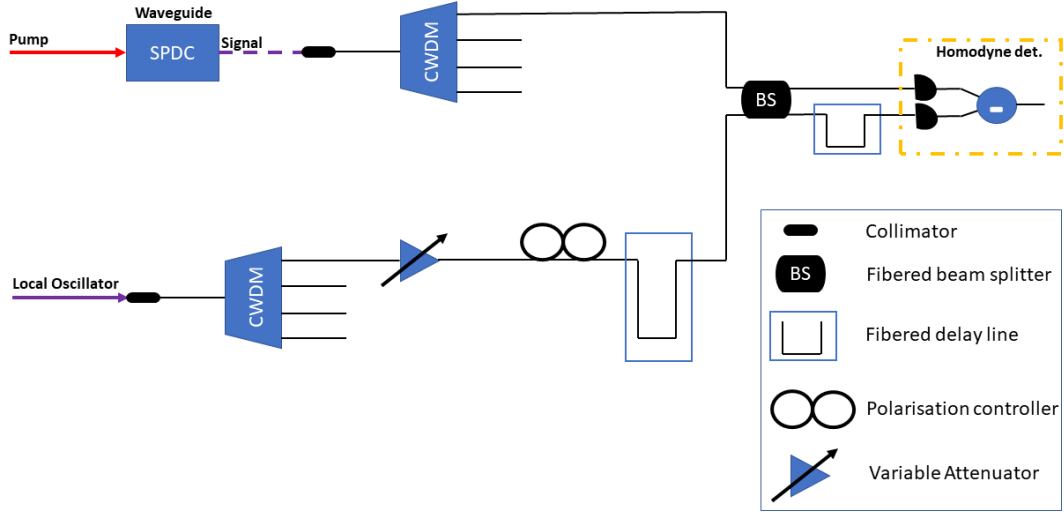 Waveguide
Pump
SPDC
Signal
CWDM
Homodyne det.
BS
-
Local Oscillator
CWDM
Collimator
BS
Fibered beam splitter
Fibered delay line
Polarisation controller
Variable Attenuator